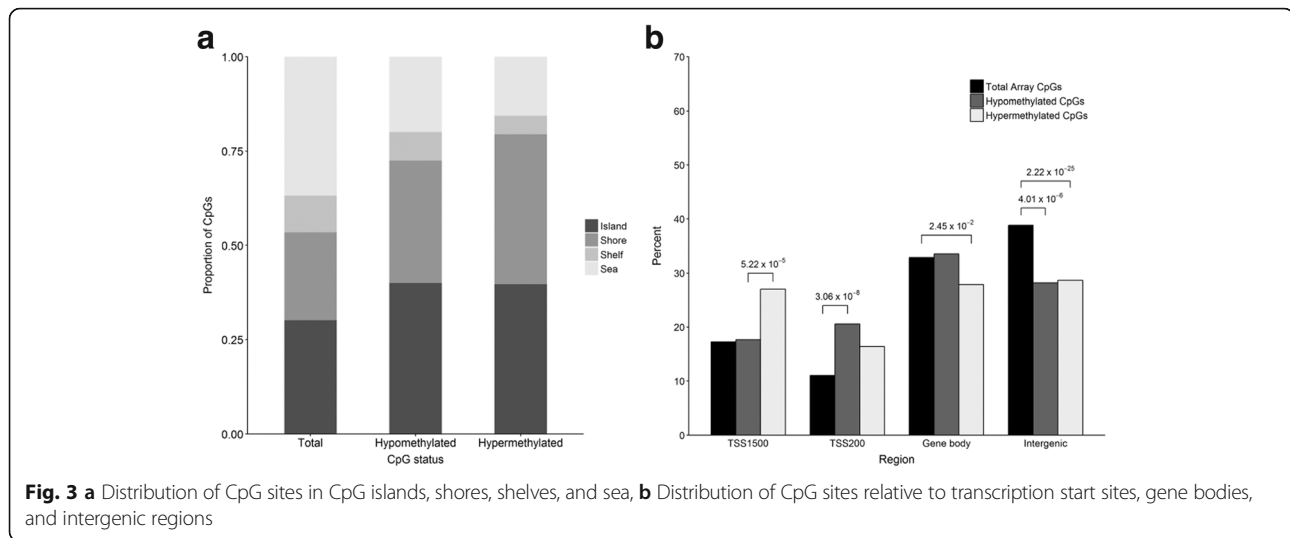 a
1.00
0.75
0.50
0.25
0.00
Proportion of CpGs
Total
Hypomethylated
Hypermethylated
CpG status
Island
Shore
Shelf
Sea
b
70
60
50
40
30
20
10
0
Percent
Total Array CpGs
Hypomethylated CpGs
Hypermethylated CpGs
5.22 x 10⁻⁵
3.06 x 10⁻⁸
2.45 x 10⁻²
2.22 x 10⁻²⁵
4.01 x 10⁻⁶
TSS1500
TSS200
Gene body
Intergenic
Region
Fig. 3 a Distribution of CpG sites in CpG islands, shores, shelves, and sea, b Distribution of CpG sites relative to transcription start sites, gene bodies,
and intergenic regions